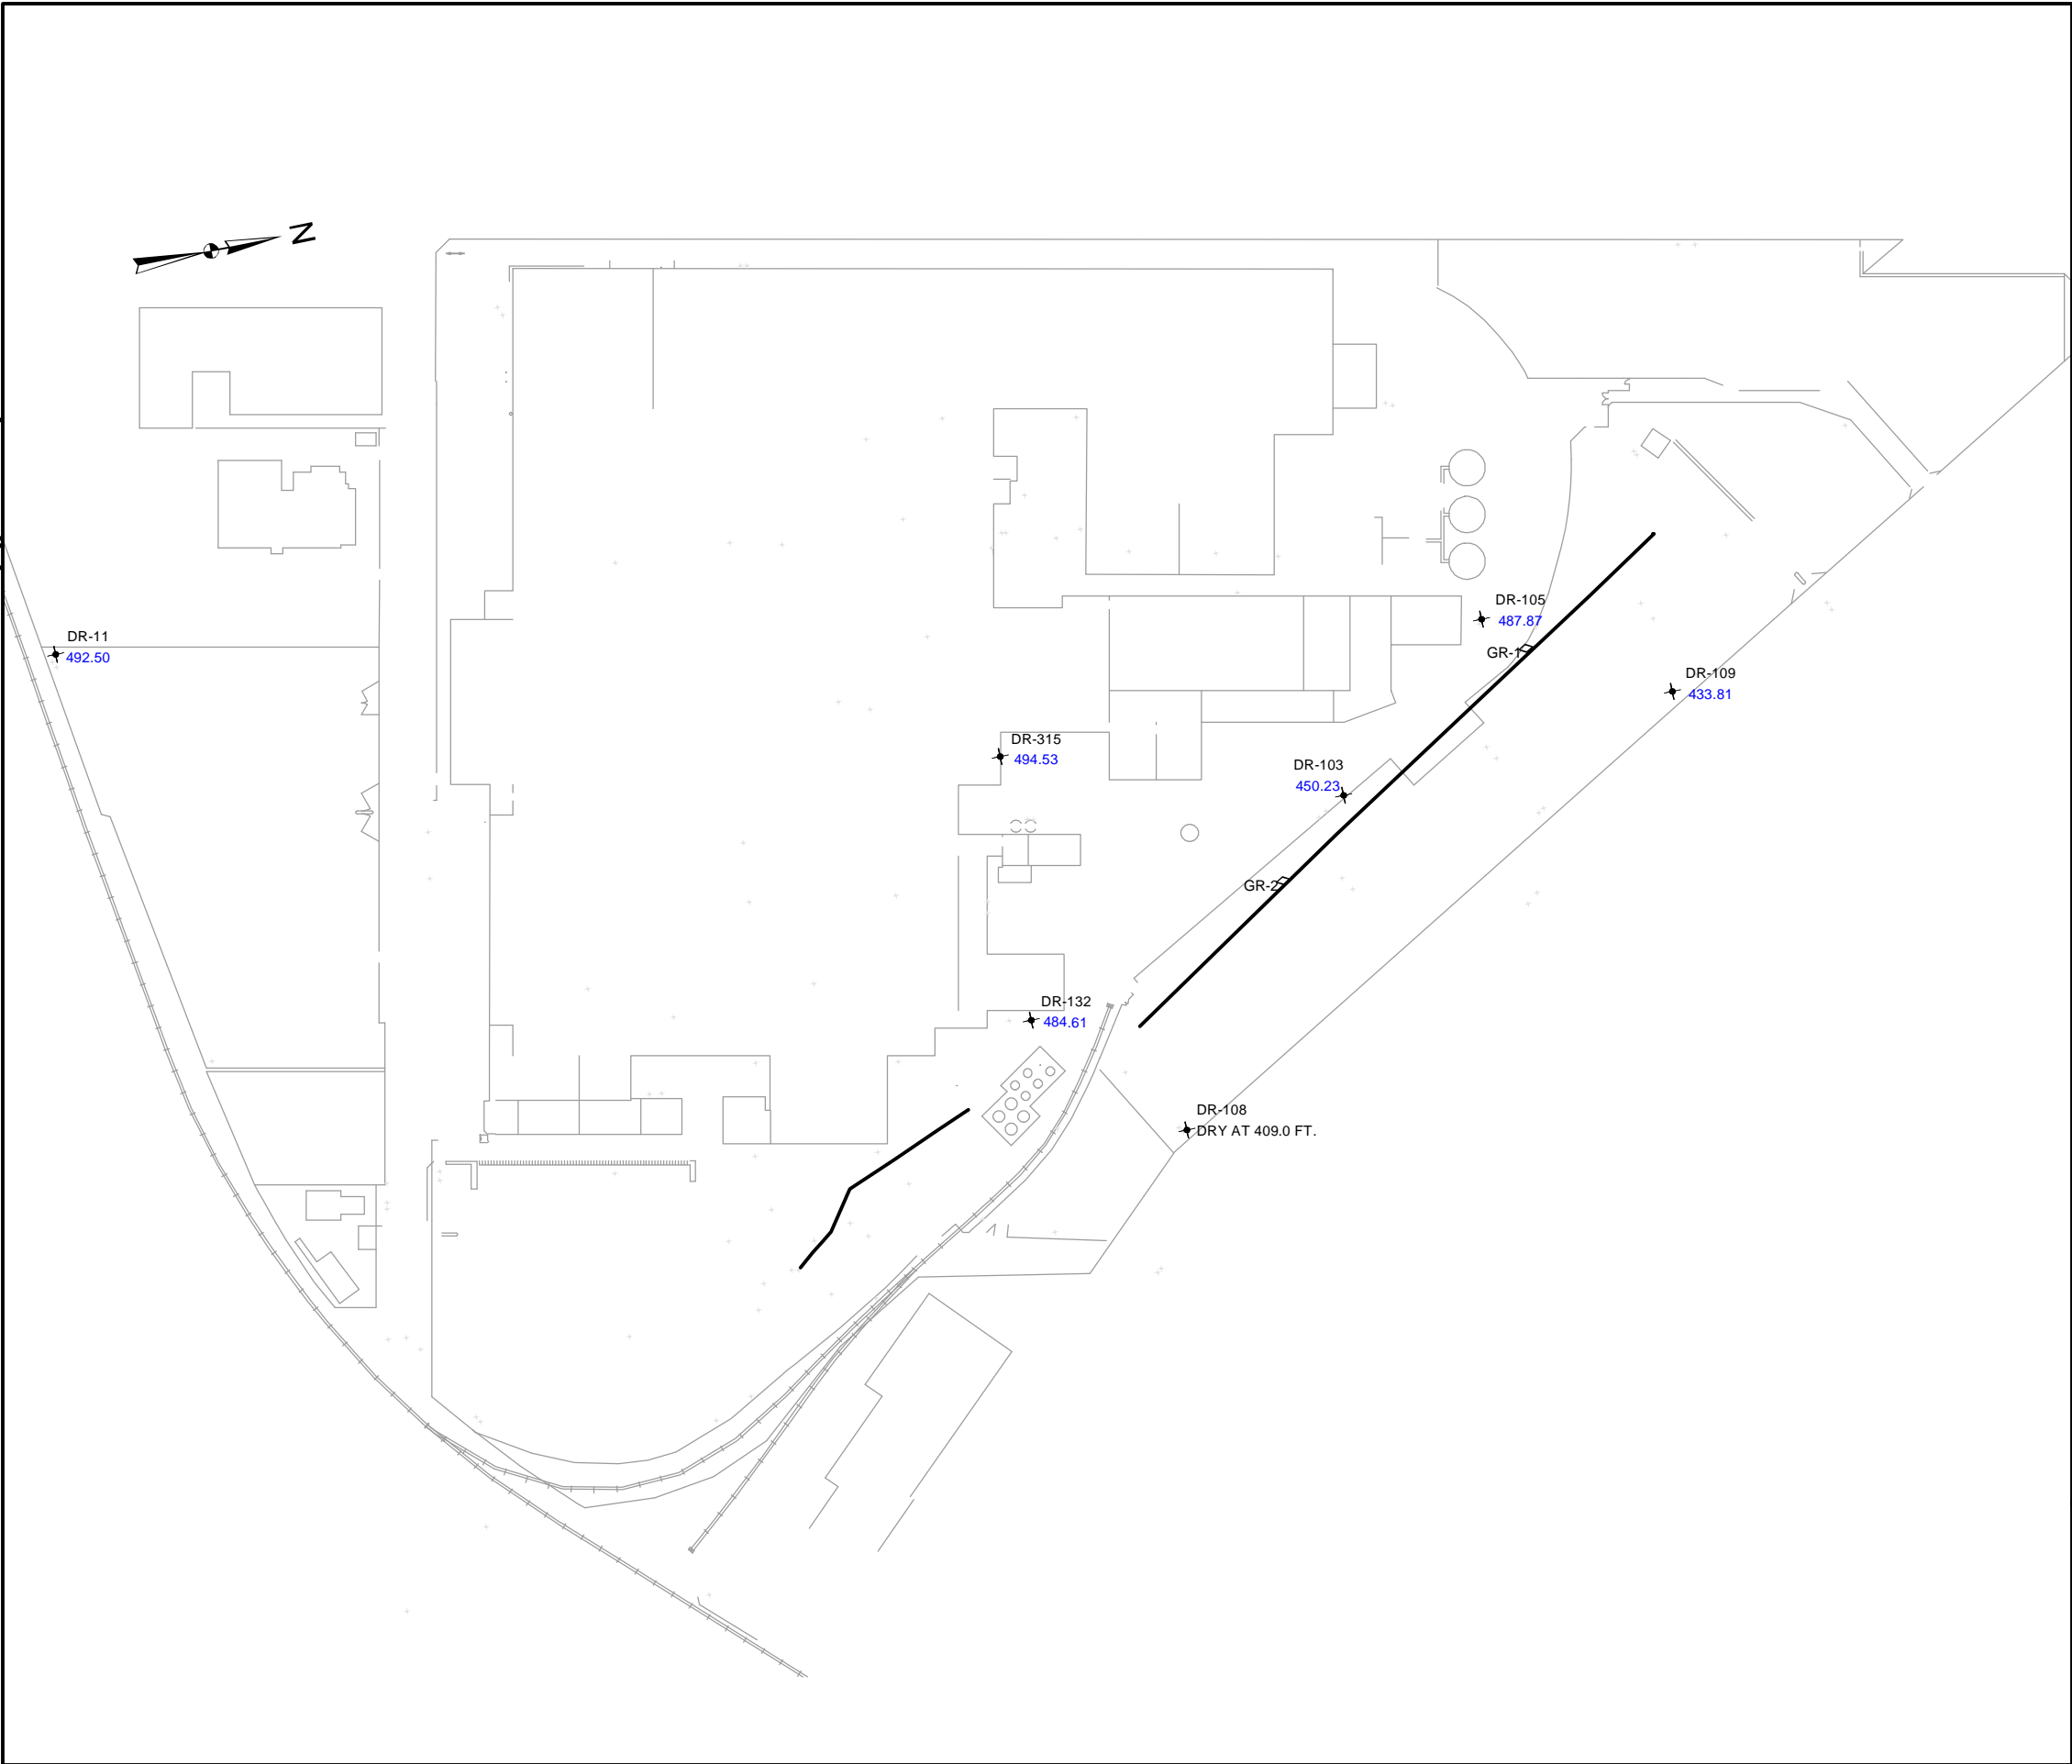 N
DR-105
487.87
DR-11
492.50
GR-1
DR-109
433.81
DR-315
494.53
DR-103
450.23
GR-2
DR-132
484.61
DR-108
DRY AT 409.0 FT.